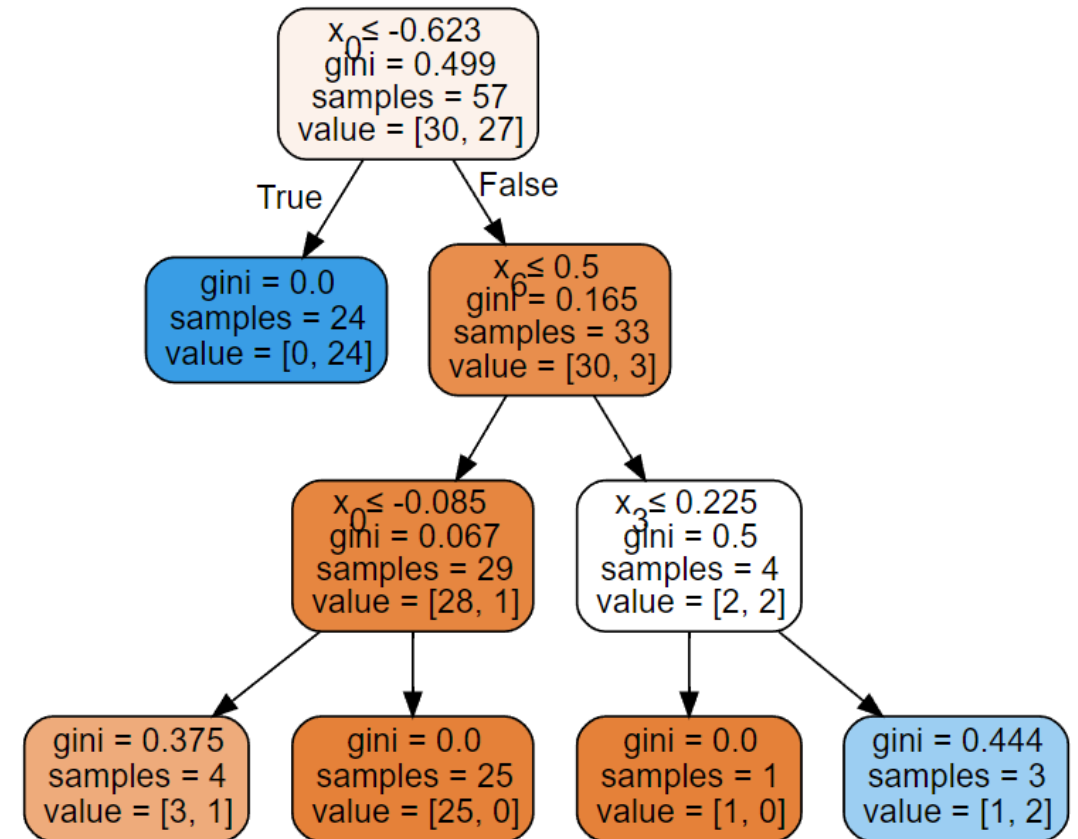 x₀ ≤ -0.623
gini = 0.499
samples = 57
value = [30, 27]
True
False
gini = 0.0
samples = 24
value = [0, 24]
x₆ ≤ 0.5
gini = 0.165
samples = 33
value = [30, 3]
x₀ ≤ -0.085
gini = 0.067
samples = 29
value = [28, 1]
x₃ ≤ 0.225
gini = 0.5
samples = 4
value = [2, 2]
gini = 0.375
samples = 4
value = [3, 1]
gini = 0.0
samples = 25
value = [25, 0]
gini = 0.0
samples = 1
value = [1, 0]
gini = 0.444
samples = 3
value = [1, 2]